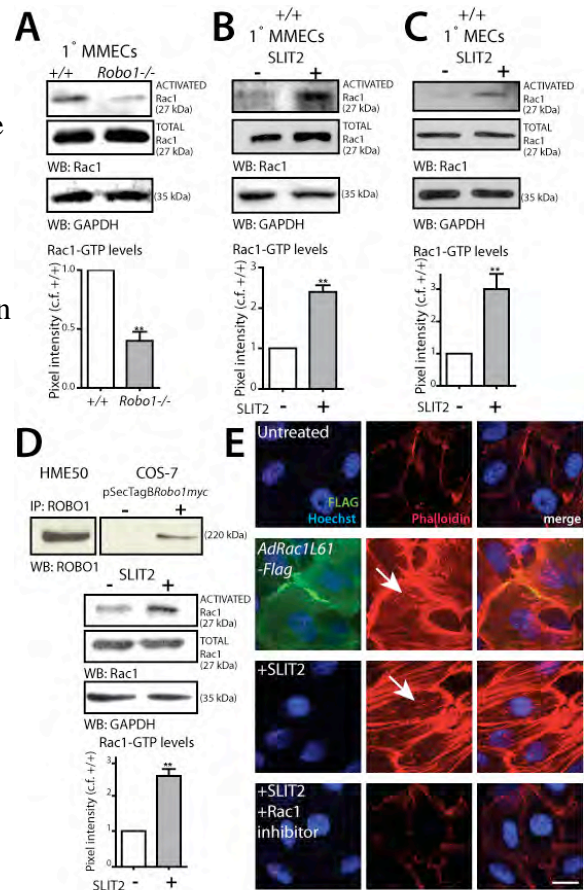 A
1° MMECs
+/+ Robo1-/-
ACTIVATED
Rac1
(27 kDa)
TOTAL
Rac1
(27 kDa)
WB: Rac1
(35 kDa)
WB: GAPDH
Rac1-GTP levels
Pixel intensity (c.f. +/+)
1.0
0.5
0.0
**
+/+ Robo1-/-
B
+/+
1° MMECs
SLIT2
- +
ACTIVATED
Rac1
(27 kDa)
TOTAL
Rac1
(27 kDa)
WB: Rac1
(35 kDa)
WB: GAPDH
Rac1-GTP levels
Pixel intensity (c.f. +/+)
3
2
1
0
**
SLIT2 - +
C
+/+
1° MECs
SLIT2
- +
ACTIVATED
Rac1
(27 kDa)
TOTAL
Rac1
(27 kDa)
WB: Rac1
(35 kDa)
WB: GAPDH
Rac1-GTP levels
Pixel intensity (c.f. +/+)
3
2
1
0
**
SLIT2 - +
D
HME50 COS-7
pSecTagBRobo1myc
IP: ROBO1 - +
(220 kDa)
WB: ROBO1
SLIT2
- +
ACTIVATED
Rac1
(27 kDa)
TOTAL
Rac1
(27 kDa)
WB: Rac1
(35 kDa)
WB: GAPDH
Rac1-GTP levels
Pixel intensity (c.f. +/+)
3
2
1
0
**
SLIT2 - +
E
Untreated
FLAG
Hoechst
Phalloidin
merge
AdRac1L61
-Flag
+SLIT2
+SLIT2
+Rac1
inhibitor